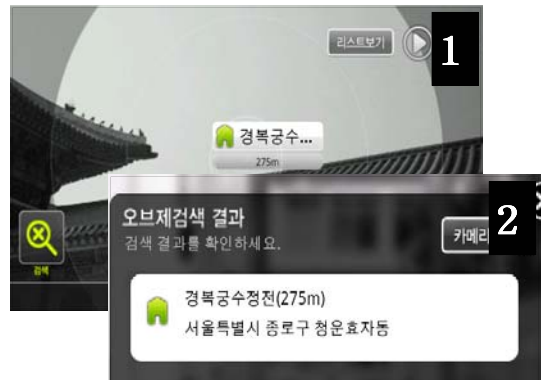 리스트보기
1
경복궁수...
275m
검색
2
오브제검색 결과
검색 결과를 확인하세요.
카메라
경복궁수정전(275m)
서울특별시 종로구 청운효자동